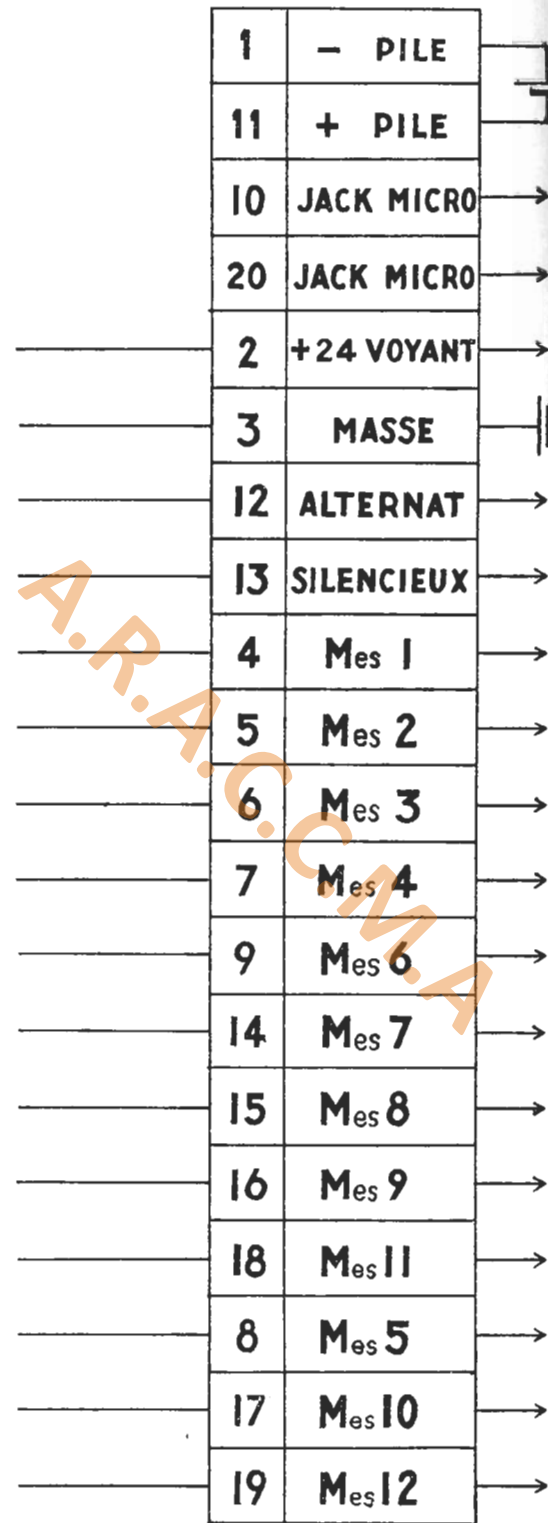 1 - PILE
11 + PILE
10 JACK MICRO
20 JACK MICRO
2 +24 VOYANT
3 MASSE
12 ALTERNAT
13 SILENCIEUX
4 Mes 1
5 Mes 2
6 Mes 3
7 Mes 4
9 Mes 6
14 Mes 7
15 Mes 8
16 Mes 9
18 Mes 11
8 Mes 5
17 Mes 10
19 Mes 12
A.R.A.C.C.M.A